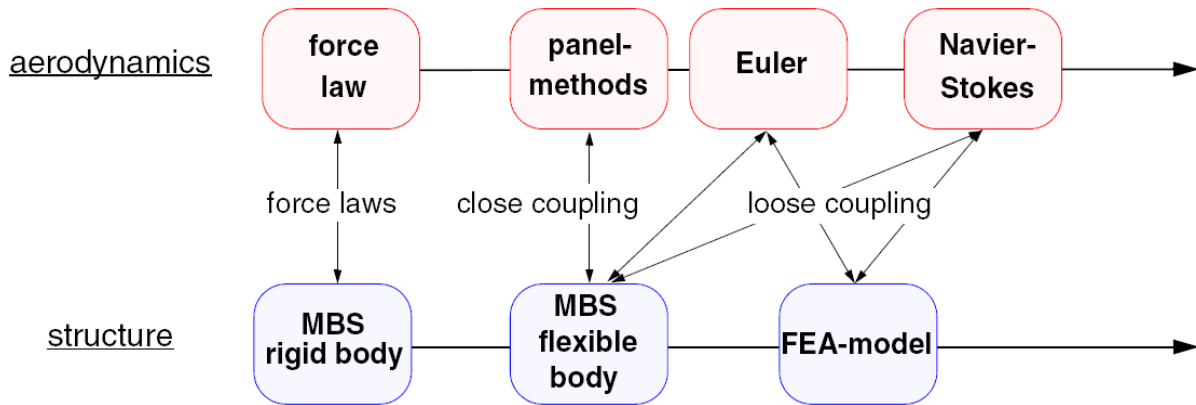 force
law
panel-
methods
Euler
Navier-
Stokes
aerodynamics
force laws
close coupling
loose coupling
MBS
rigid body
MBS
flexible
body
FEA-model
structure